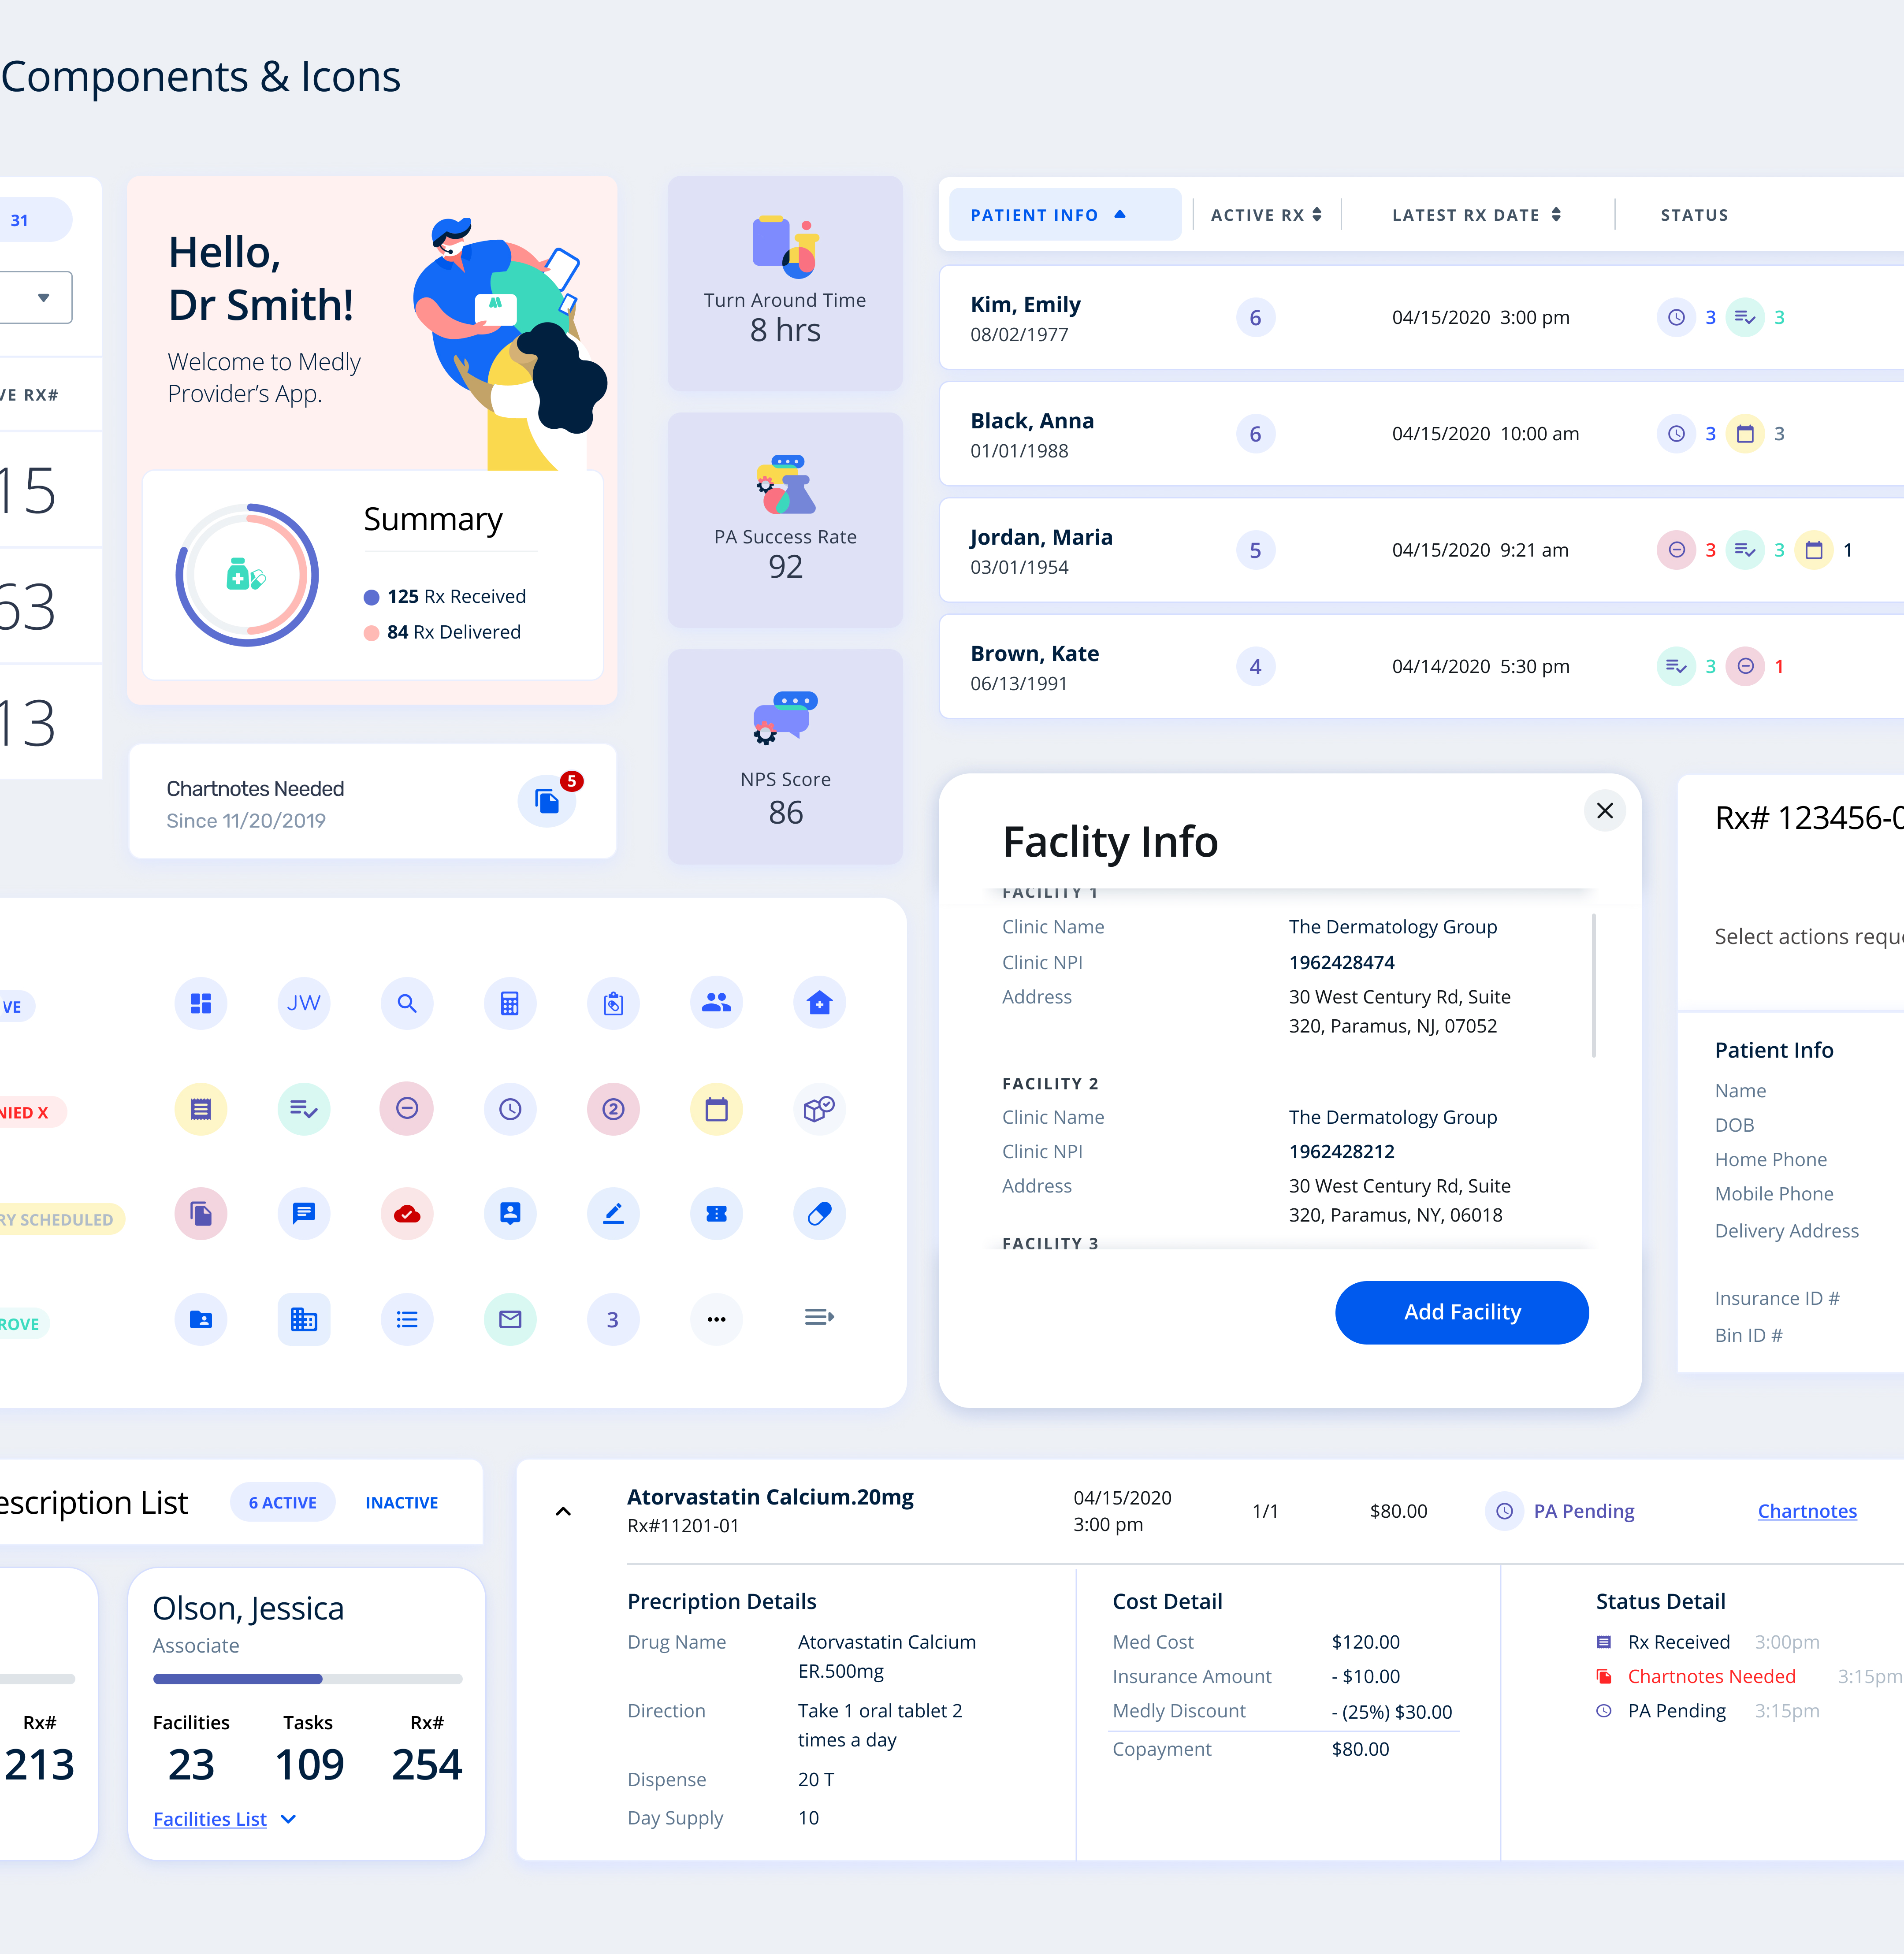 Components & Icons
31
VE RX#
15
63
13
Hello,
Dr Smith!
Welcome to Medly
Provider's App.
Summary
125 Rx Received
84 Rx Delivered
Chartnotes Needed
Since 11/20/2019
5
Turn Around Time
8 hrs
PA Success Rate
92
NPS Score
86
PATIENT INFO ACTIVE RX LATEST RX DATE STATUS
Kim, Emily
08/02/1977
6 04/15/2020 3:00 pm 3 3
Black, Anna
01/01/1988
6 04/15/2020 10:00 am 3 3
Jordan, Maria
03/01/1954
5 04/15/2020 9:21 am 3 3 1
Brown, Kate
06/13/1991
4 04/14/2020 5:30 pm 3 1
VE
JW
NIED X
2
RY SCHEDULED
ROVE
3
Faclity Info
FACILITY 1
Clinic Name The Dermatology Group
Clinic NPI 1962428474
Address 30 West Century Rd, Suite
320, Paramus, NJ, 07052
FACILITY 2
Clinic Name The Dermatology Group
Clinic NPI 1962428212
Address 30 West Century Rd, Suite
320, Paramus, NY, 06018
FACILITY 3
Add Facility
Rx# 123456-0
Select actions requ
Patient Info
Name
DOB
Home Phone
Mobile Phone
Delivery Address
Insurance ID #
Bin ID #
escription List 6 ACTIVE INACTIVE
Rx#
213
Olson, Jessica
Associate
Facilities Tasks Rx#
23 109 254
Facilities List
Atorvastatin Calcium.20mg
Rx#11201-01
04/15/2020
3:00 pm
1/1 $80.00 PA Pending Chartnotes
Precription Details
Drug Name Atorvastatin Calcium
ER.500mg
Direction Take 1 oral tablet 2
times a day
Dispense 20 T
Day Supply 10
Cost Detail
Med Cost $120.00
Insurance Amount - $10.00
Medly Discount - (25%) $30.00
Copayment $80.00
Status Detail
Rx Received 3:00pm
Chartnotes Needed 3:15pm
PA Pending 3:15pm